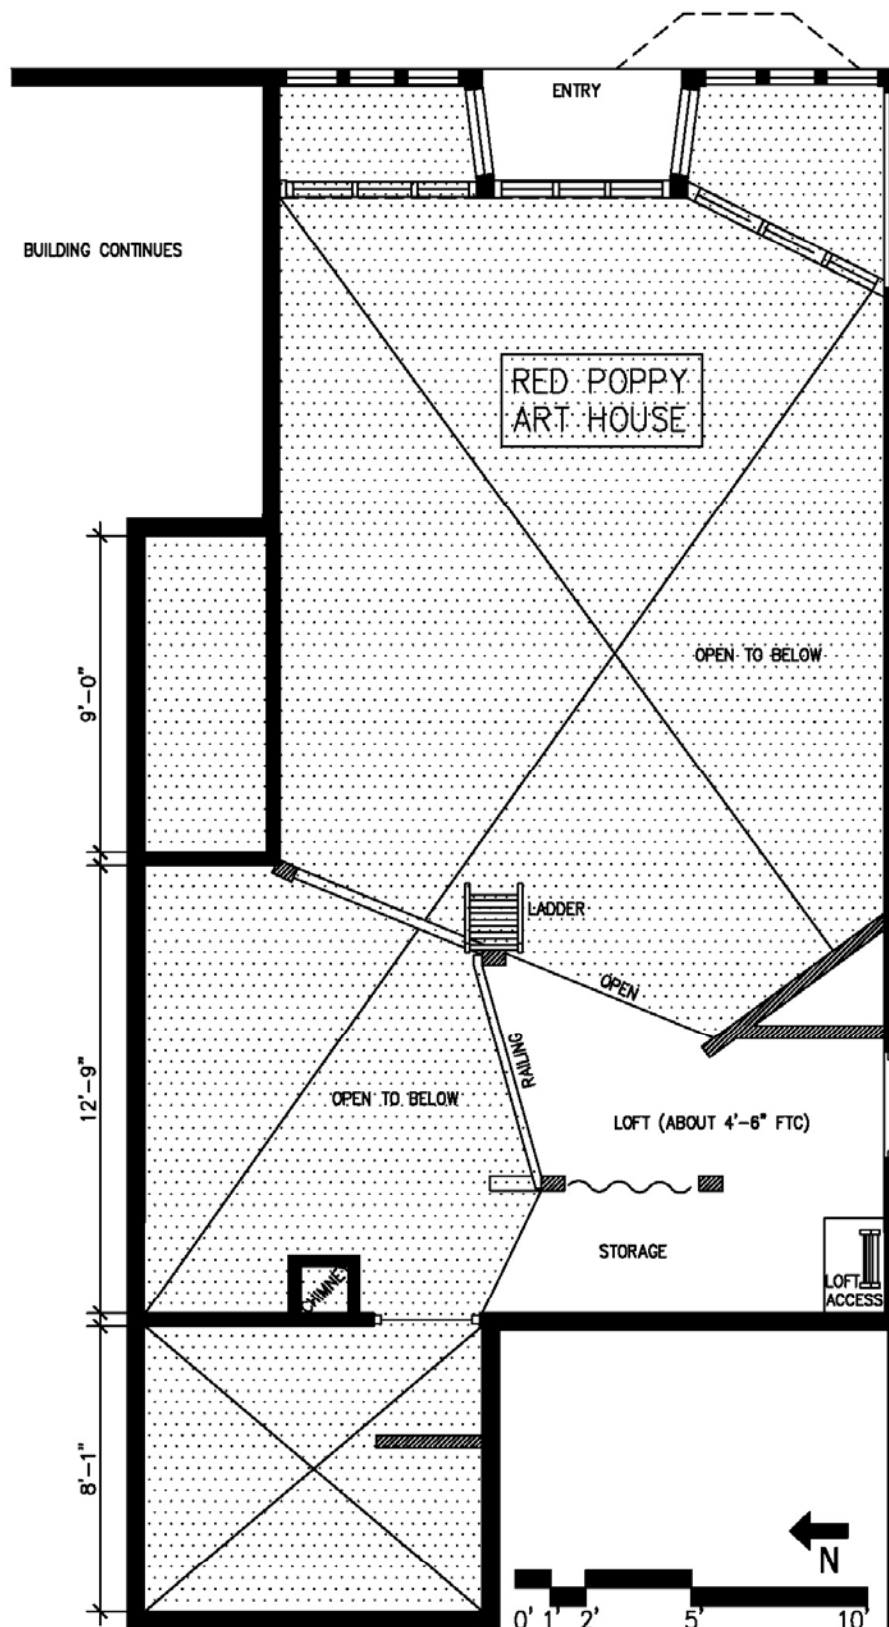 ENTRY
BUILDING CONTINUES
RED POPPY
ART HOUSE
OPEN TO BELOW
9'-0"
LADDER
OPEN
RAILING
OPEN TO BELOW
12'-9"
LOFT (ABOUT 4'-6" FTC)
STORAGE
LOFT
ACCESS
CHIMNEY
8'-1"
N
0' 1' 2' 5' 10'